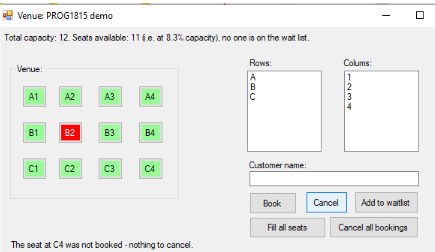 Venue: PROG1815 demo
Total capacity: 12. Seats available: 11 (i.e. at 8.3% capacity), no one is on the wait list.
Venue:
Rows:
Colums:
A1 A2 A3 A4
B1 B2 B3 B4
C1 C2 C3 C4
A
B
C
1
2
3
4
Customer name:
Book Cancel Add to waitlist
Fill all seats Cancel all bookings
The seat at C4 was not booked - nothing to cancel.